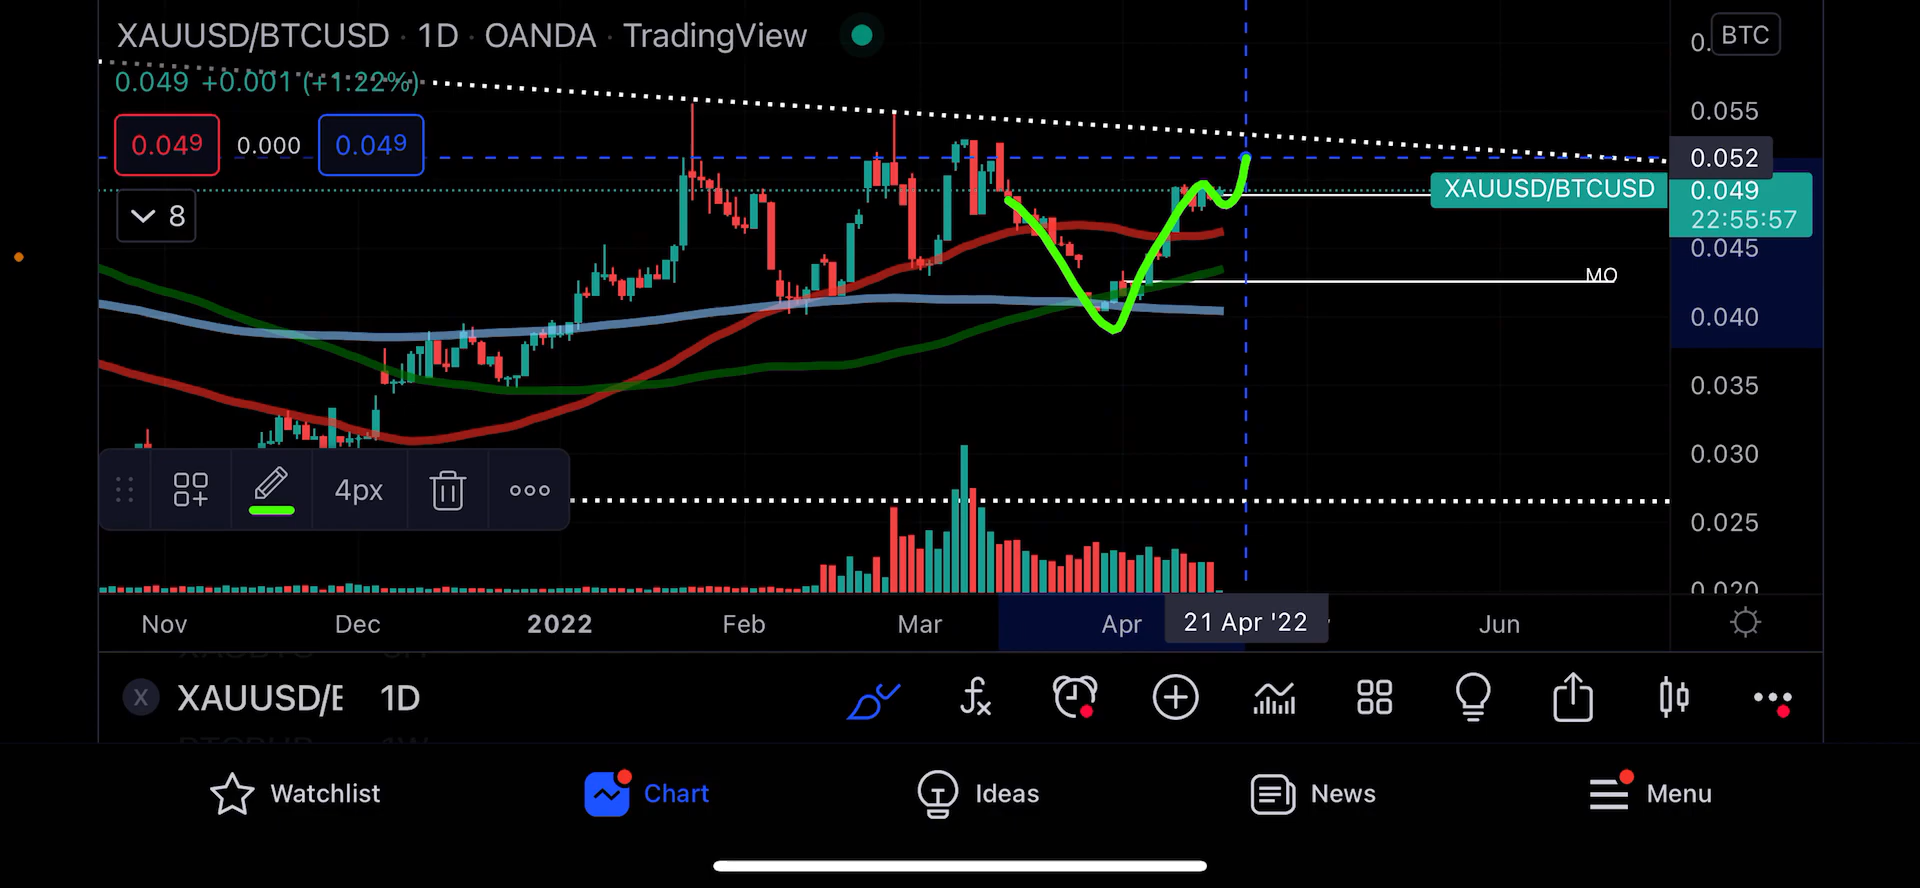 XAUUSD/BTCUSD · 1D · OANDA · TradingView
0.049 +0.001 (+1.22%)
0.049 0.000 0.049
8
BTC
0.055
0.052
XAUUSD/BTCUSD 0.049
22:55:57
0.045
MO
0.040
0.035
4px
0.030
0.025
0.020
Nov Dec 2022 Feb Mar Apr 21 Apr '22 Jun
X XAUUSD/E 1D
Watchlist Chart Ideas News Menu